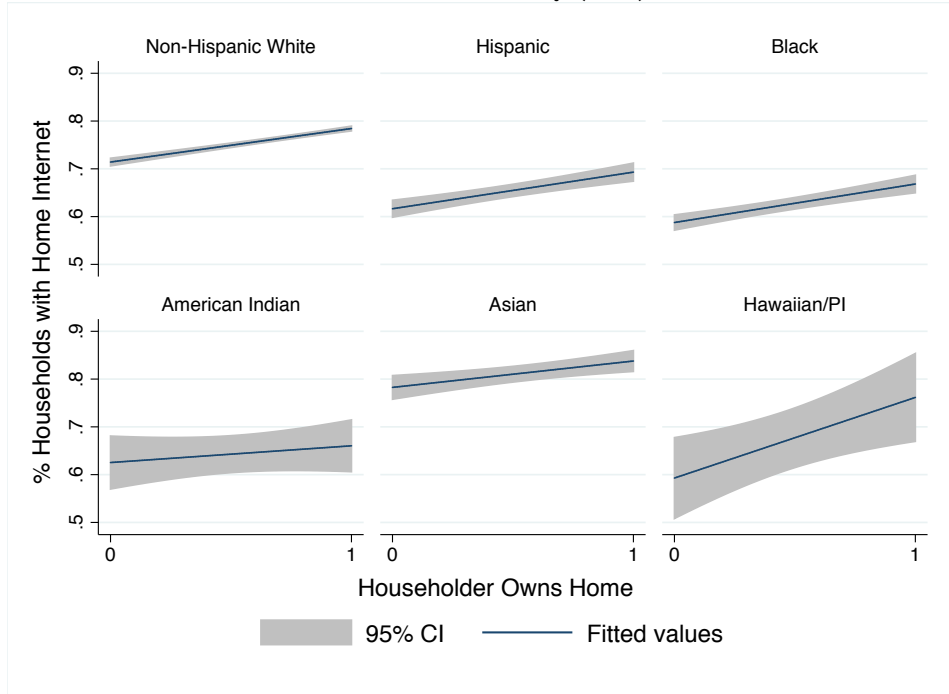 Non-Hispanic White Hispanic Black
% Households with Home Internet
.9
.8
.7
.6
.5
American Indian Asian Hawaiian/PI
.9
.8
.7
.6
.5
0 1 0 1 0 1
Householder Owns Home
95% CI Fitted values